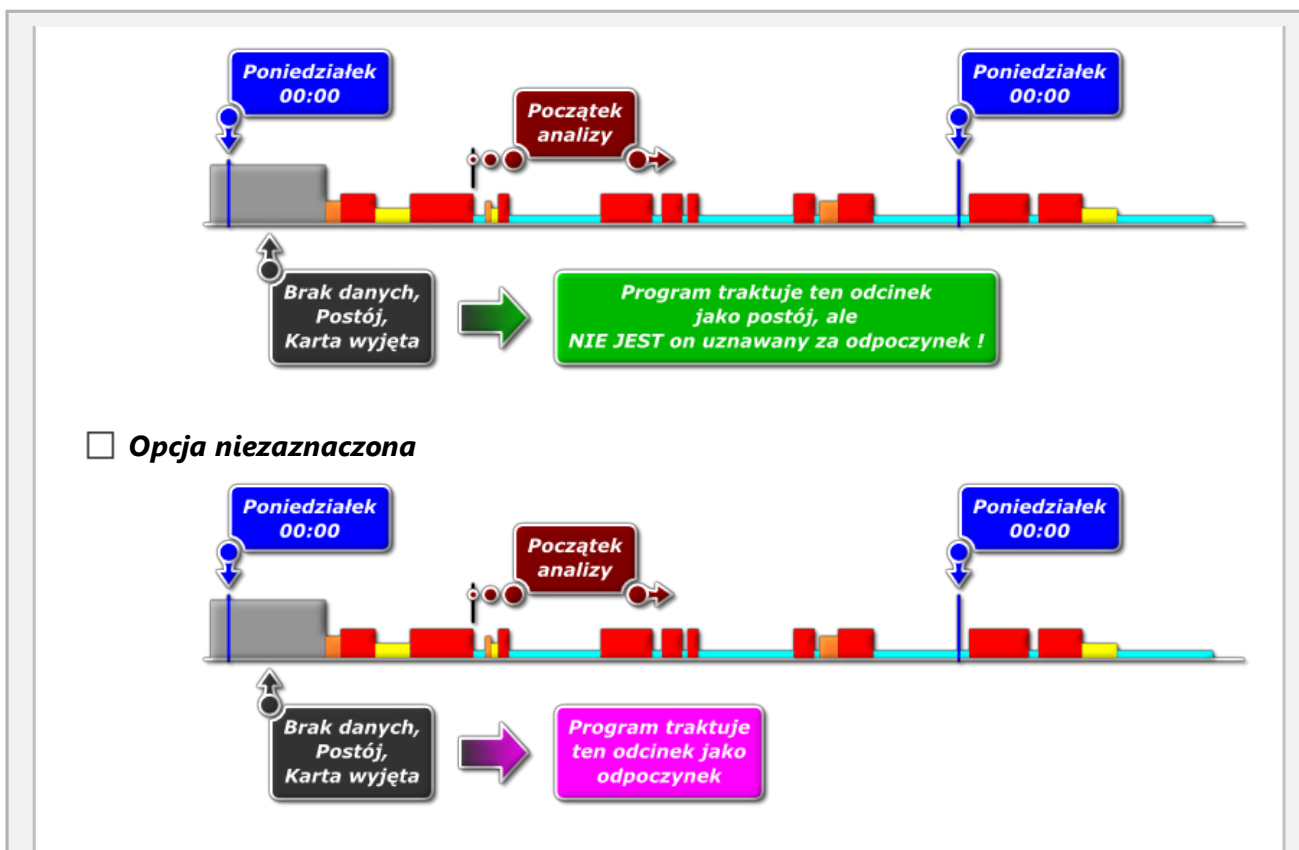 Poniedziałek
00:00
Poniedziałek
00:00
Początek
analizy
Brak danych,
Postój,
Karta wyjęta
Program traktuje ten odcinek
jako postój, ale
NIE JEST on uznawany za odpoczynek !
Opcja niezaznaczona
Poniedziałek
00:00
Poniedziałek
00:00
Początek
analizy
Brak danych,
Postój,
Karta wyjęta
Program traktuje
ten odcinek jako
odpoczynek